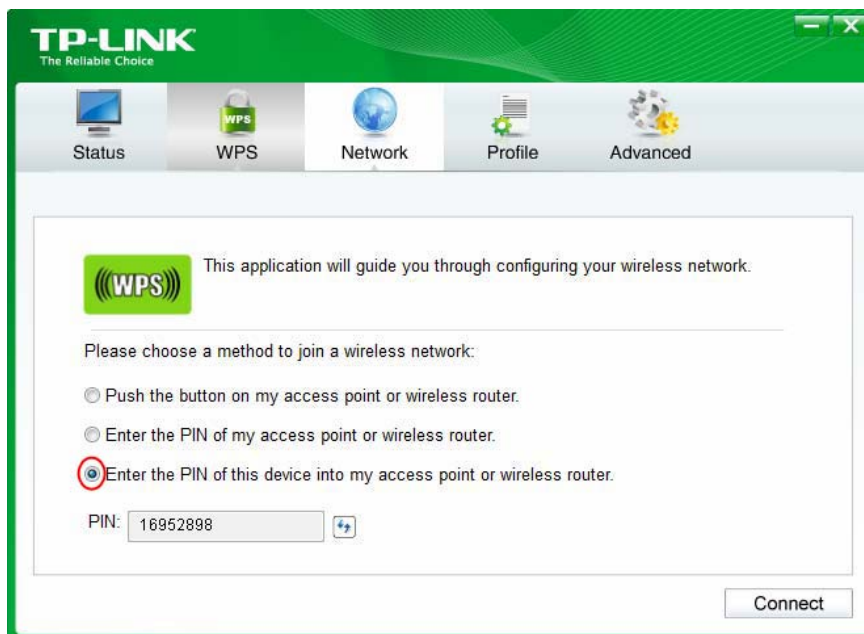 TP-LINK
The Reliable Choice
Status
WPS
WPS
Network
Profile
Advanced
(((WPS)))
This application will guide you through configuring your wireless network.
Please choose a method to join a wireless network:
Push the button on my access point or wireless router.
Enter the PIN of my access point or wireless router.
Enter the PIN of this device into my access point or wireless router.
PIN: 16952898
Connect